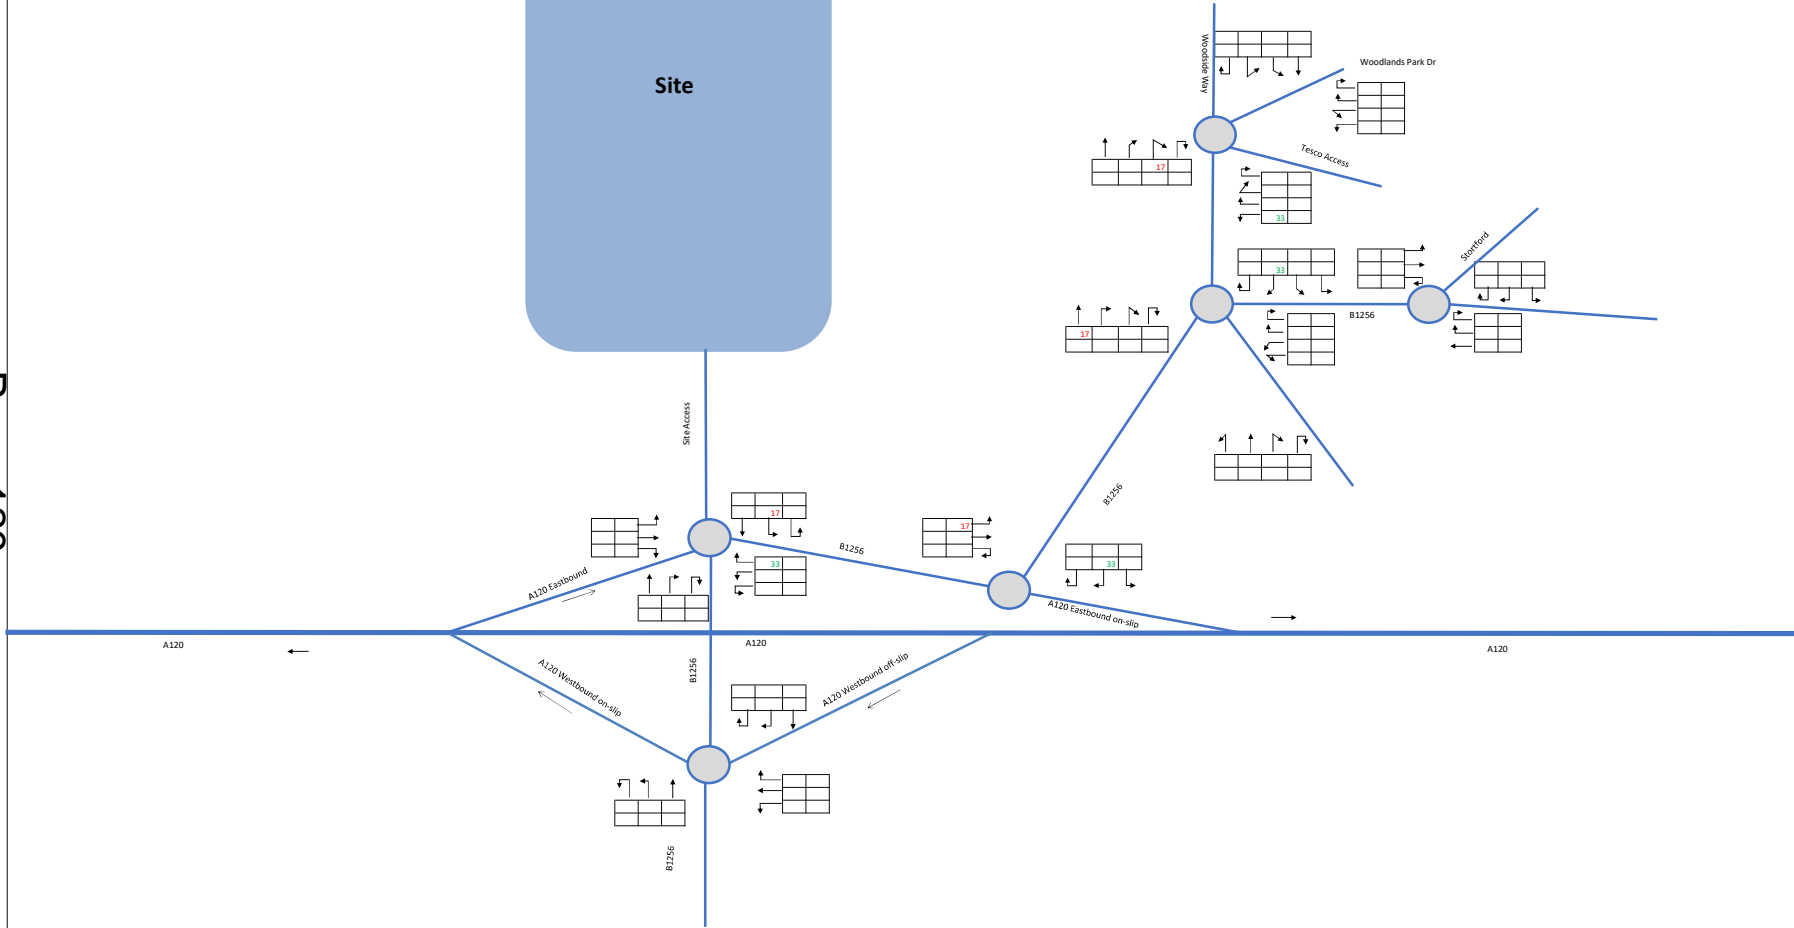 Woodside Way
Woodlands Park Dr
Site
17
Tesco Access
33
Stortford
33
17
B1256
Site Access
B1256
17
17
B1256
33
33
A120 Eastbound
A120 Eastbound on-slip
A120
A120
A120
B1256
A120 Westbound on-slip
A120 Westbound off-slip
B1256